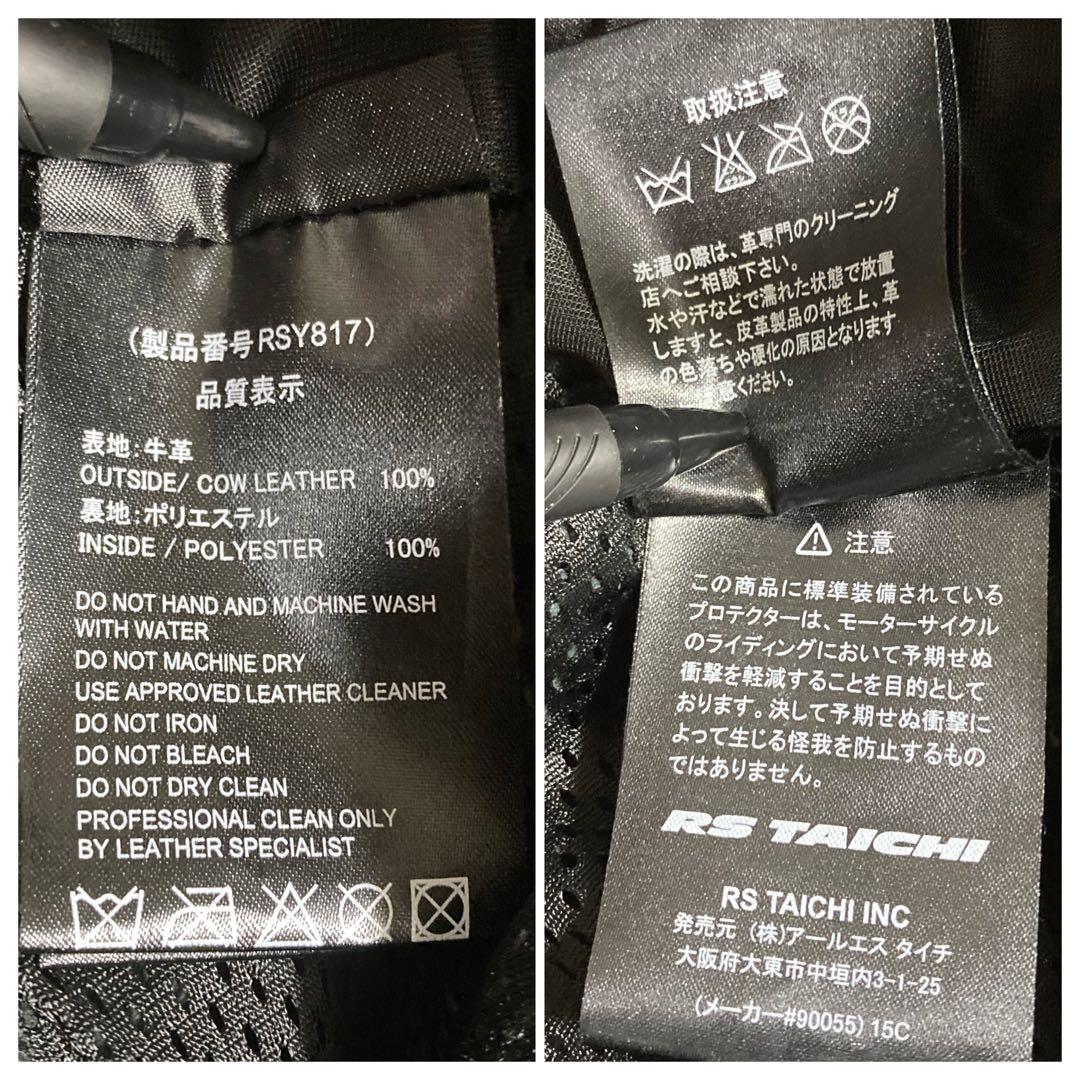 (製品番号RSY817)
品質表示
表地:牛革
OUTSIDE/ COW LEATHER 100%
裏地:ポリエステル
INSIDE / POLYESTER 100%
DO NOT HAND AND MACHINE WASH
WITH WATER
DO NOT MACHINE DRY
USE APPROVED LEATHER CLEANER
DO NOT IRON
DO NOT BLEACH
DO NOT DRY CLEAN
PROFESSIONAL CLEAN ONLY
BY LEATHER SPECIALIST
取扱注意
洗濯の際は、革専門のクリーニング
店へご相談下さい。
水や汗などで濡れた状態で放置
しますと、皮革製品の特性上、革
の色落ちや硬化の原因となります
意ください。
注意
この商品に標準装備されている
プロテクターは、モーターサイクル
のライディングにおいて予期せぬ
衝撃を軽減することを目的として
おります。決して予期せぬ衝撃に
よって生じる怪我を防止するもの
ではありません。
RS TAICHI
RS TAICHI INC
発売元 (株)アールエス タイチ
大阪府大東市中垣内3-1-25
(メーカー#90055) 15C